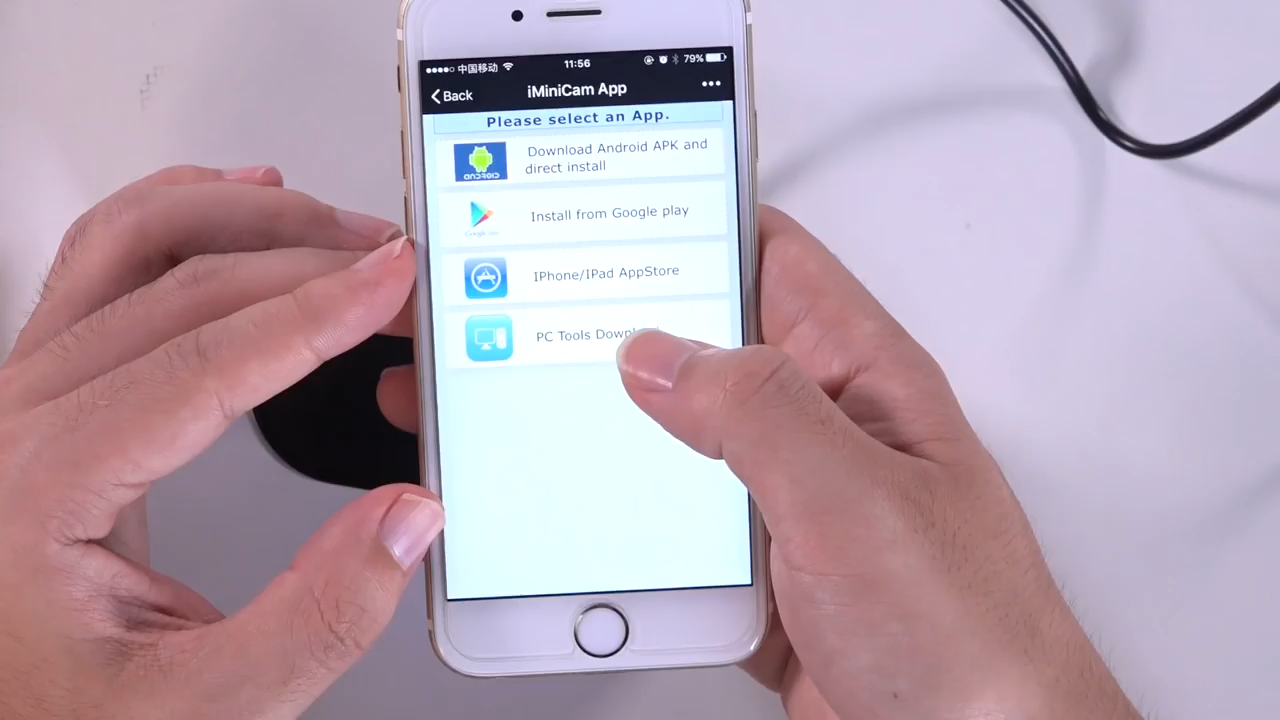 中国移动 11:56 79%
Back iMiniCam App
Please select an App.
Download Android APK and
direct install
ANDROID
Install from Google play
IPhone/IPad AppStore
PC Tools